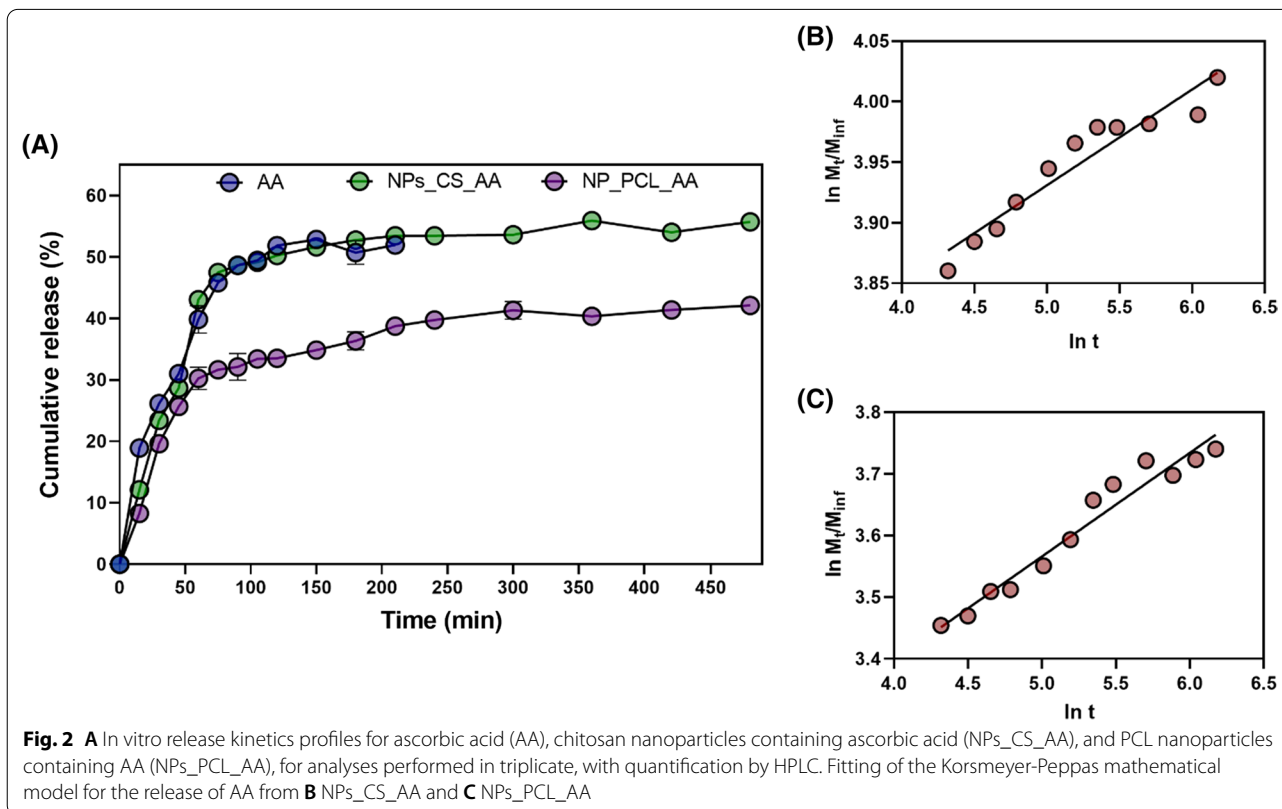 (A)
AA NPs_CS_AA NP_PCL_AA
Cumulative release (%)
60
50
40
30
20
10
0
0 50 100 150 200 250 300 350 400 450
Time (min)
(B)
ln Mt/Minf
4.05
4.00
3.95
3.90
3.85
4.0 4.5 5.0 5.5 6.0 6.5
ln t
(C)
ln Mt/Minf
3.8
3.7
3.6
3.5
3.4
4.0 4.5 5.0 5.5 6.0 6.5
ln t
Fig. 2 A In vitro release kinetics profiles for ascorbic acid (AA), chitosan nanoparticles containing ascorbic acid (NPs_CS_AA), and PCL nanoparticles
containing AA (NPs_PCL_AA), for analyses performed in triplicate, with quantification by HPLC. Fitting of the Korsmeyer-Peppas mathematical
model for the release of AA from B NPs_CS_AA and C NPs_PCL_AA